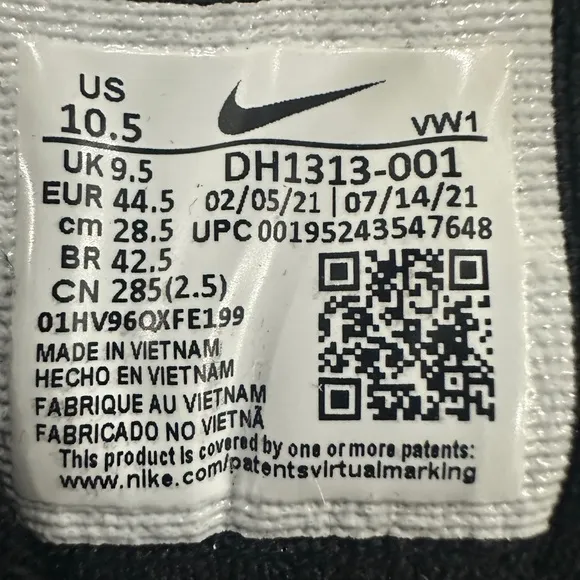 US
10.5
VW1
UK 9.5
DH1313-001
EUR 44.5
02/05/21 | 07/14/21
cm 28.5
UPC 00195243547648
BR 42.5
CN 285(2.5)
01HV96QXFE199
MADE IN VIETNAM
HECHO EN VIETNAM
FABRIQUE AU VIETNAM
FABRICADO NO VIETNÃ
This product is covered by one or more patents:
www.nike.com/patentsvirtualmarking